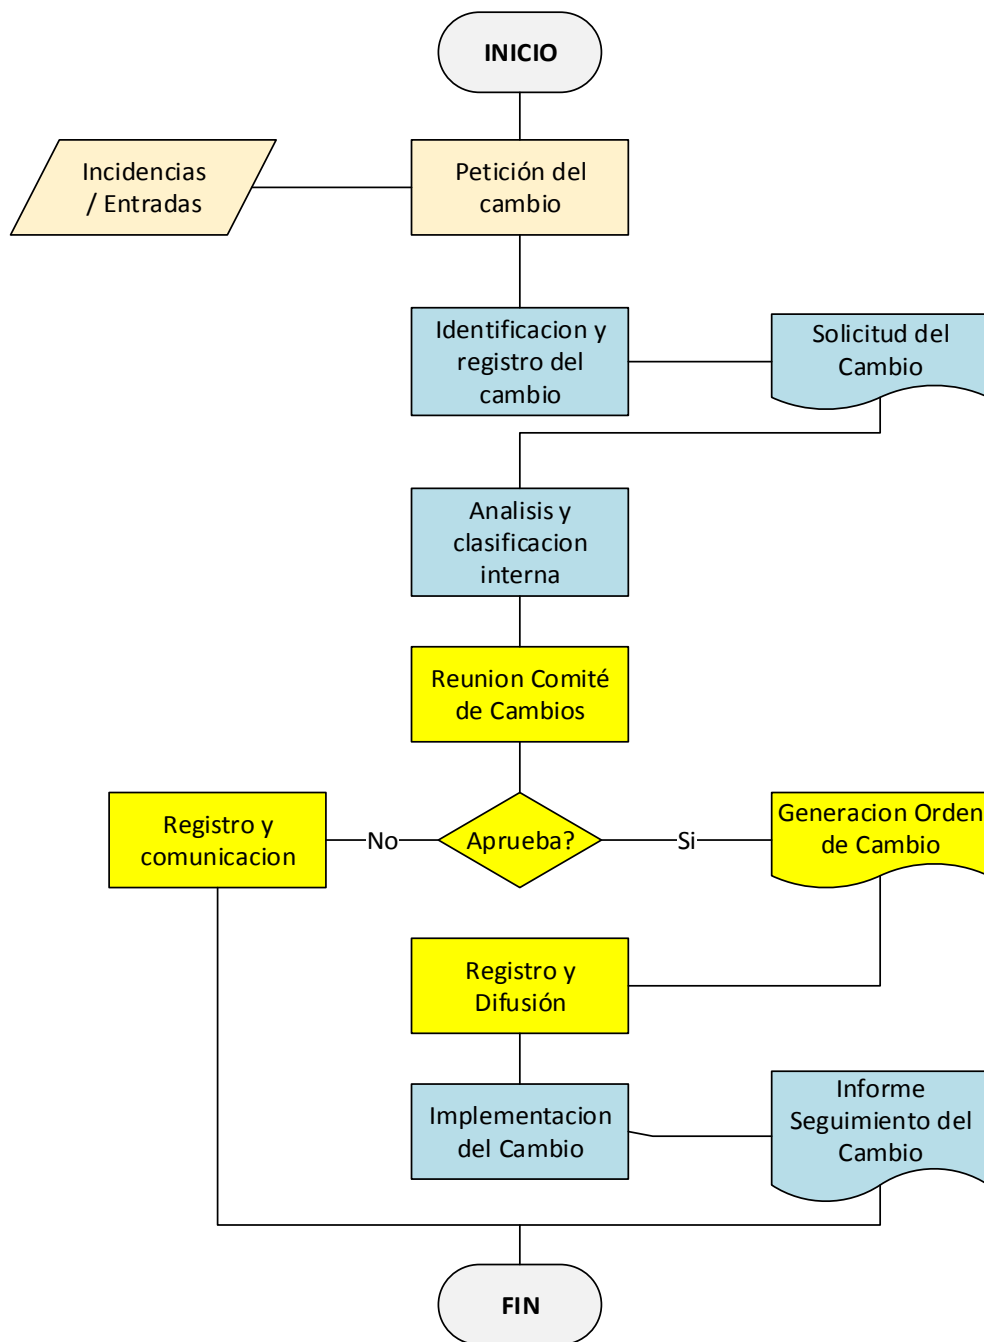 INICIO
Incidencias
/ Entradas
Petición del
cambio
Identificacion y
registro del
cambio
Solicitud del
Cambio
Analisis y
clasificacion
interna
Reunion Comité
de Cambios
Registro y
comunicacion
No
Aprueba?
Si
Generacion Orden
de Cambio
Registro y
Difusión
Implementacion
del Cambio
Informe
Seguimiento del
Cambio
FIN